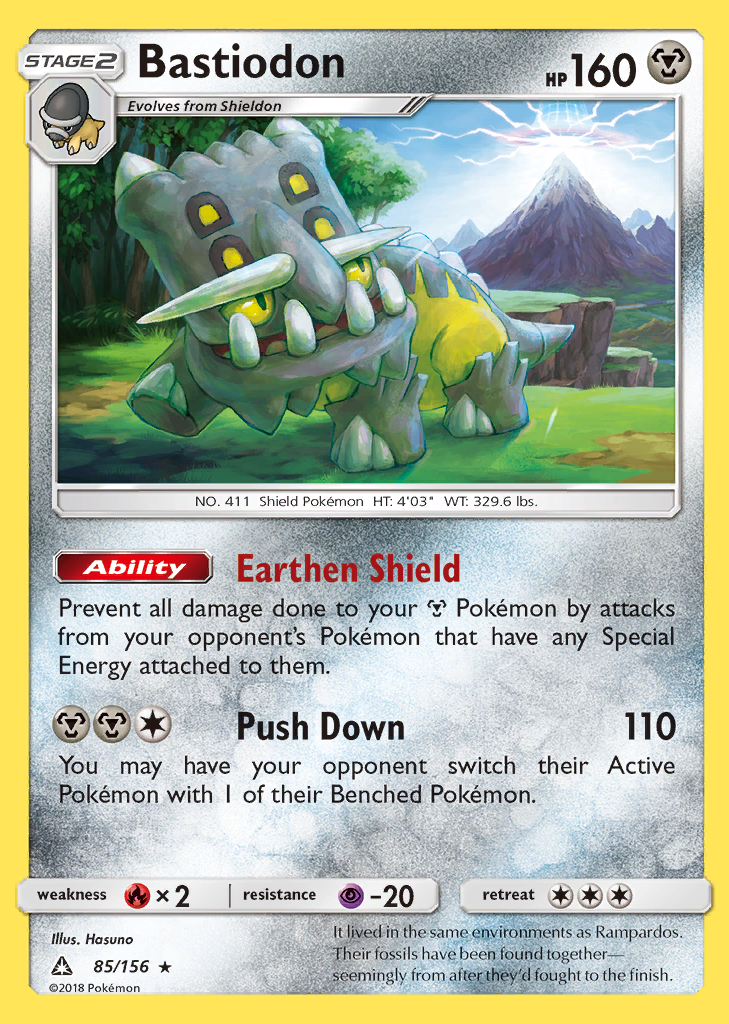 STAGE2 Bastiodon HP 160
Evolves from Shieldon
NO. 411 Shield Pokémon HT: 4'03" WT: 329.6 lbs.
Ability Earthen Shield
Prevent all damage done to your Pokémon by attacks
from your opponent's Pokémon that have any Special
Energy attached to them.
Push Down 110
You may have your opponent switch their Active
Pokémon with 1 of their Benched Pokémon.
weakness × 2 resistance -20 retreat
Illus. Hasuno
85/156 ★
©2018 Pokémon
It lived in the same environments as Rampardos.
Their fossils have been found together—
seemingly from after they'd fought to the finish.